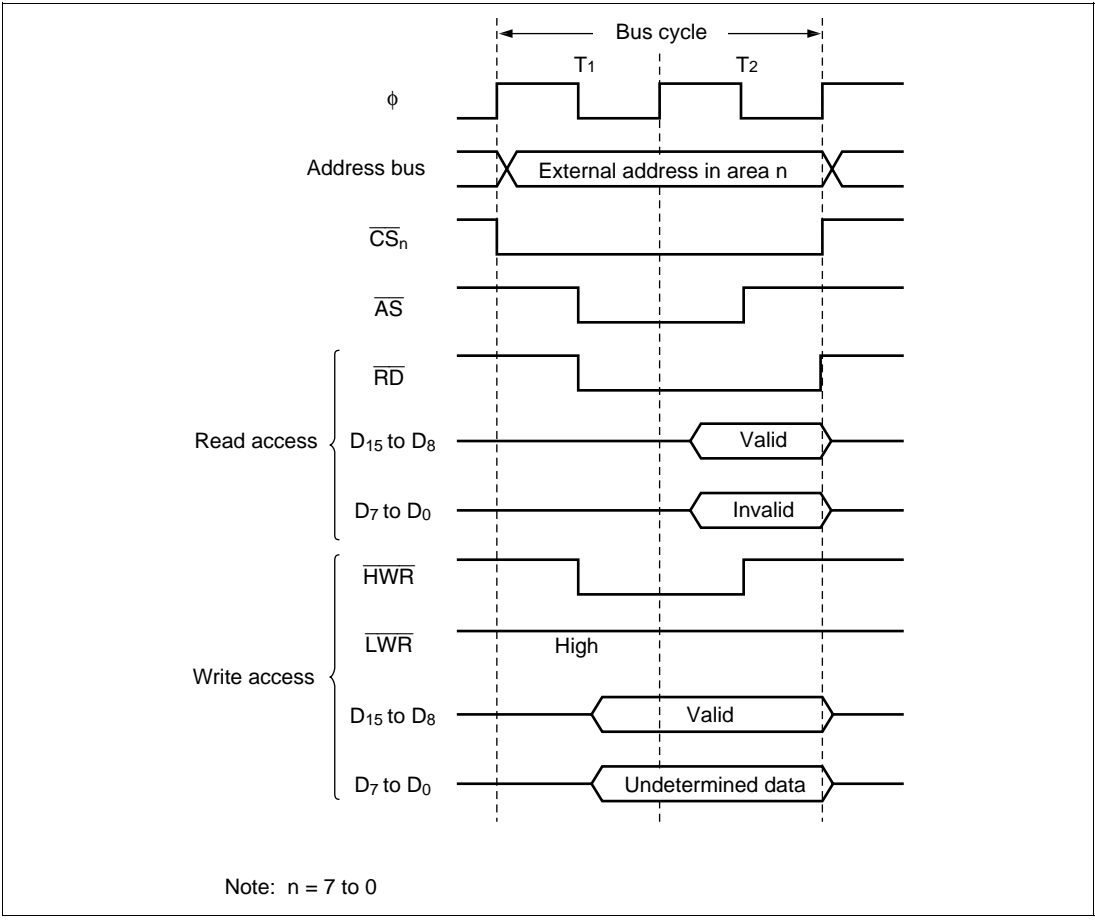 Bus cycle
T1 T2
ϕ
Address bus External address in area n
CSn
AS
RD
Read access D15 to D8 Valid
D7 to D0 Invalid
HWR
LWR High
Write access
D15 to D8 Valid
D7 to D0 Undetermined data
Note: n = 7 to 0